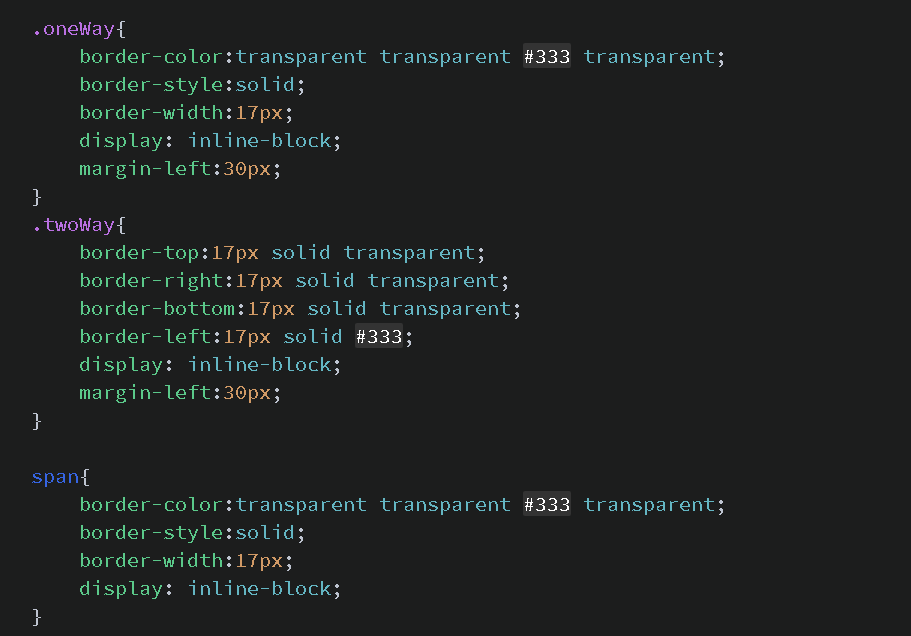 .oneWay{
    border-color:transparent transparent #333 transparent;
    border-style:solid;
    border-width:17px;
    display: inline-block;
    margin-left:30px;
}
.twoWay{
    border-top:17px solid transparent;
    border-right:17px solid transparent;
    border-bottom:17px solid transparent;
    border-left:17px solid #333;
    display: inline-block;
    margin-left:30px;
}

span{
    border-color:transparent transparent #333 transparent;
    border-style:solid;
    border-width:17px;
    display: inline-block;
}